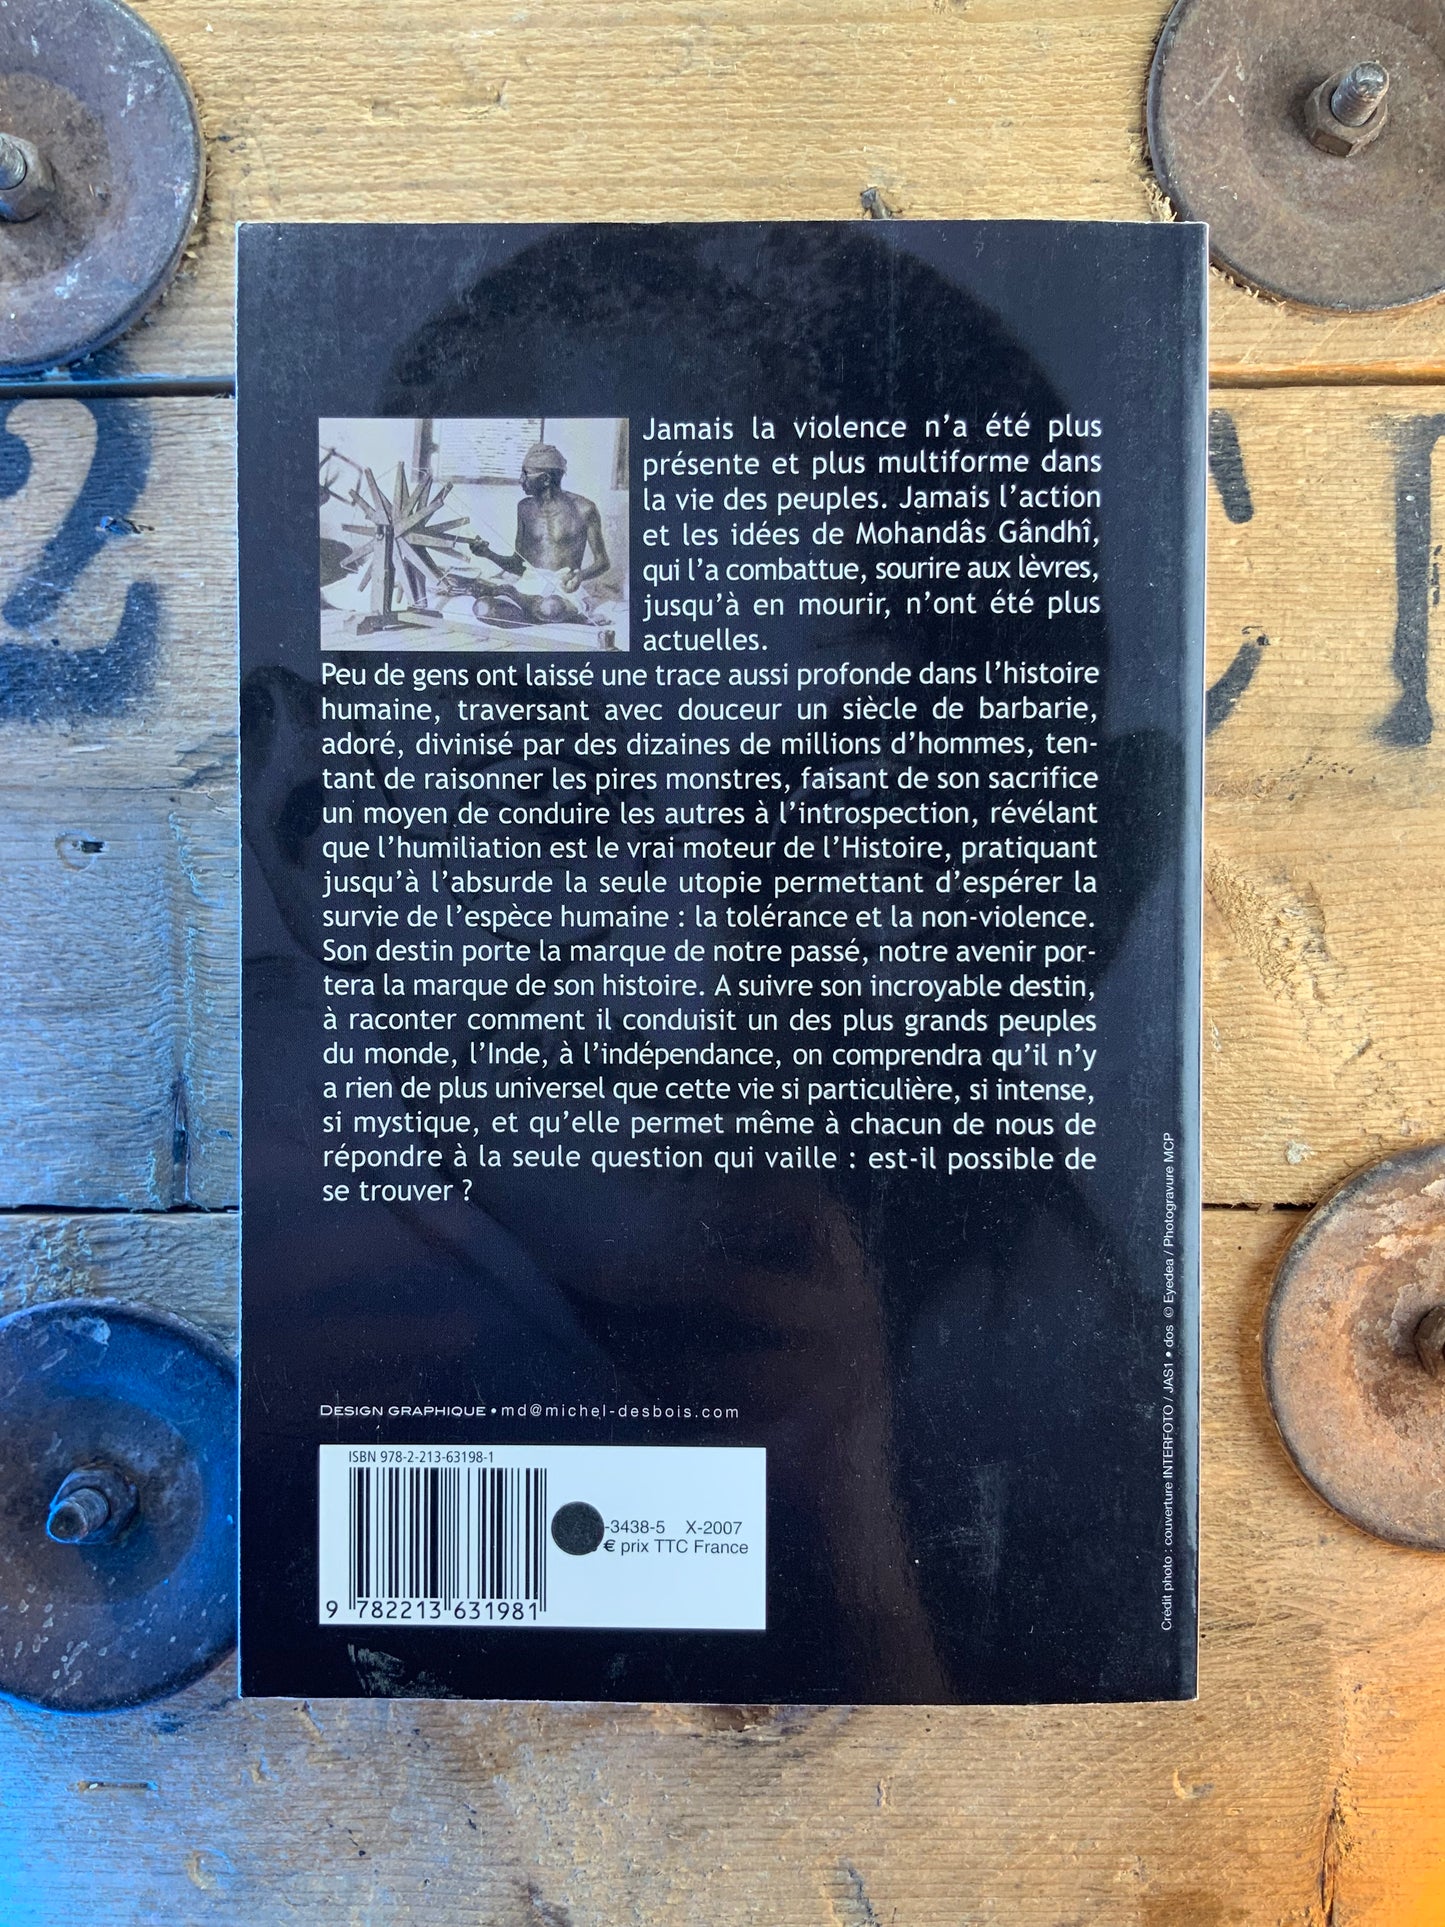 Jamais la violence n'a été plus
présente et plus multiforme dans
la vie des peuples. Jamais l'action
et les idées de Mohandâs Gândhî,
qui l'a combattue, sourire aux lèvres,
jusqu'à en mourir, n'ont été plus
actuelles.
Peu de gens ont laissé une trace aussi profonde dans l'histoire
humaine, traversant avec douceur un siècle de barbarie,
adoré, divinisé par des dizaines de millions d'hommes, ten-
tant de raisonner les pires monstres, faisant de son sacrifice
un moyen de conduire les autres à l'introspection, révélant
que l'humiliation est le vrai moteur de l'Histoire, pratiquant
jusqu'à l'absurde la seule utopie permettant d'espérer la
survie de l'espèce humaine : la tolérance et la non-violence.
Son destin porte la marque de notre passé, notre avenir por-
tera la marque de son histoire. A suivre son incroyable destin,
à raconter comment il conduisit un des plus grands peuples
du monde, l'Inde, à l'indépendance, on comprendra qu'il n'y
a rien de plus universel que cette vie si particulière, si intense,
si mystique, et qu'elle permet même à chacun de nous de
répondre à la seule question qui vaille : est-il possible de
se trouver ?
Design graphique • md@michel-desbois.com
ISBN 978-2-213-63198-1
-3438-5 X-2007
€ prix TTC France
9 782213 631981
Crédit photo : couverture INTERFOTO / JAS1 • dos © Eyedea / Photogravure MCP
2